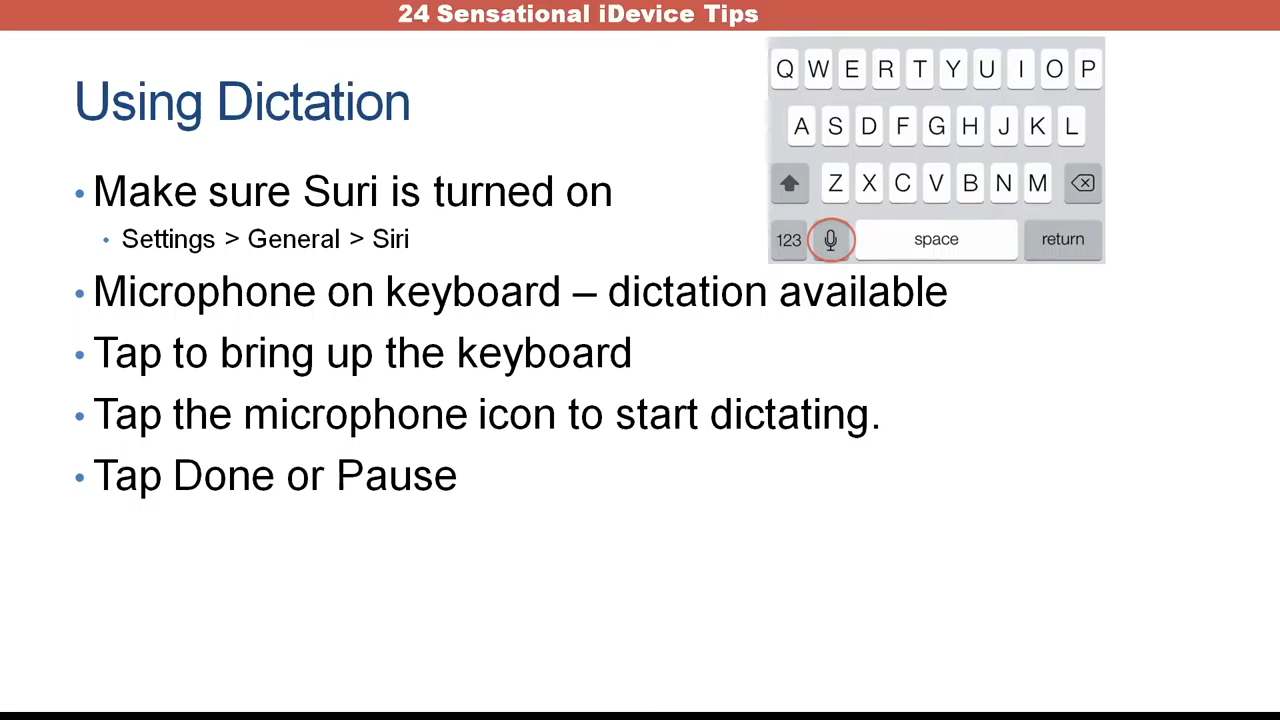 24 Sensational iDevice Tips
Using Dictation
Q W E R T Y U I O P
A S D F G H J K L
Z X C V B N M
123 space return
• Make sure Suri is turned on
• Settings > General > Siri
• Microphone on keyboard – dictation available
• Tap to bring up the keyboard
• Tap the microphone icon to start dictating.
• Tap Done or Pause